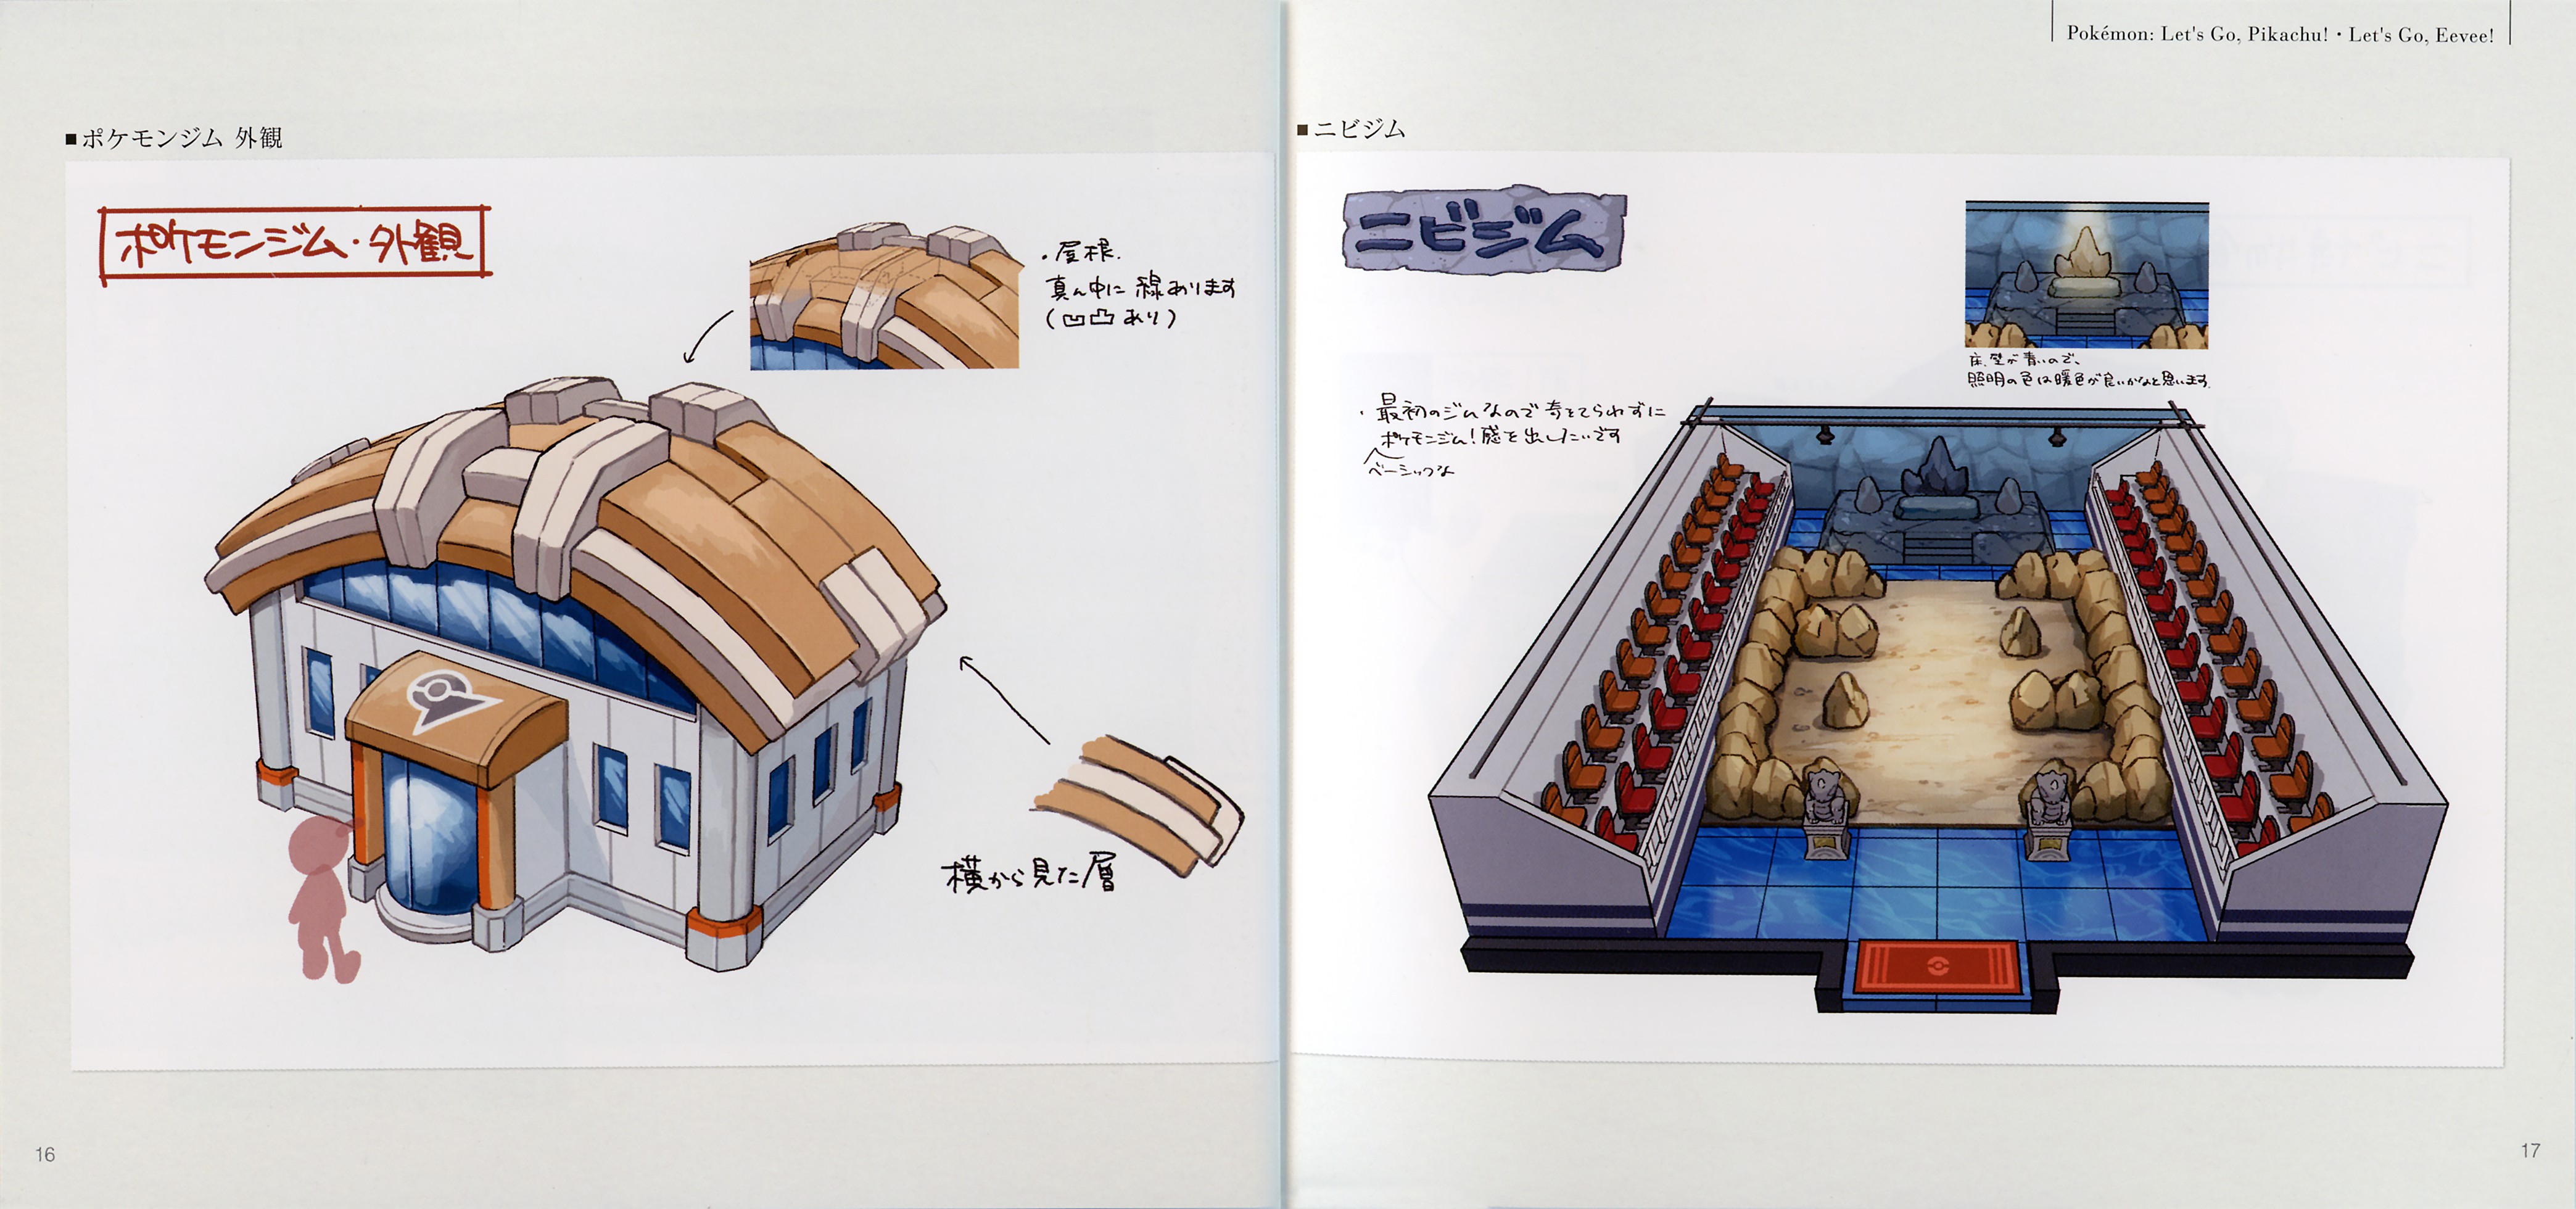 Pokémon: Let's Go, Pikachu!・Let's Go, Eevee!
■ポケモンジム 外観
ポケモンジム・外観
・屋根.
真ん中に 線あります
(凹凸あり)
横から見た層
16
■ニビジム
ニビジム
床、壁が青いので、
照明の色は暖色が良いかなと思います.
・最初のジムなので奇をてらわずに
ポケモンジム!感を出したいです
ベーシックな
17